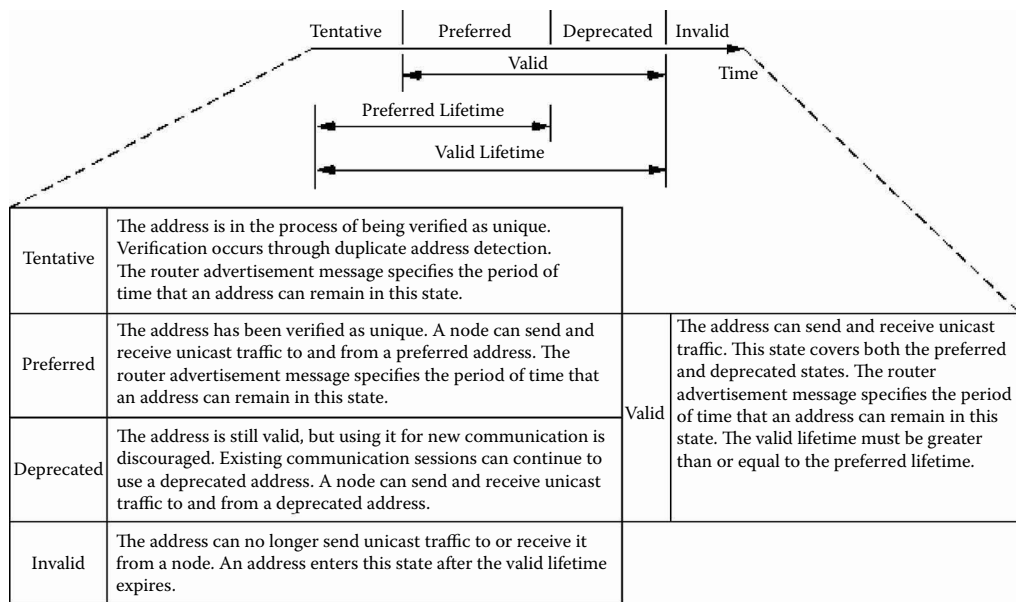 Tentative Preferred Deprecated Invalid
Valid
Time
Preferred Lifetime
Valid Lifetime
Tentative
The address is in the process of being verified as unique.
Verification occurs through duplicate address detection.
The router advertisement message specifies the period of
time that an address can remain in this state.
Preferred
The address has been verified as unique. A node can send and
receive unicast traffic to and from a preferred address. The
router advertisement message specifies the period of time that
an address can remain in this state.
Deprecated
The address is still valid, but using it for new communication is
discouraged. Existing communication sessions can continue to
use a deprecated address. A node can send and receive unicast
traffic to and from a deprecated address.
Valid
The address can send and receive unicast
traffic. This state covers both the preferred
and deprecated states. The router
advertisement message specifies the period
of time that an address can remain in this
state. The valid lifetime must be greater
than or equal to the preferred lifetime.
Invalid
The address can no longer send unicast traffic to or receive it
from a node. An address enters this state after the valid lifetime
expires.